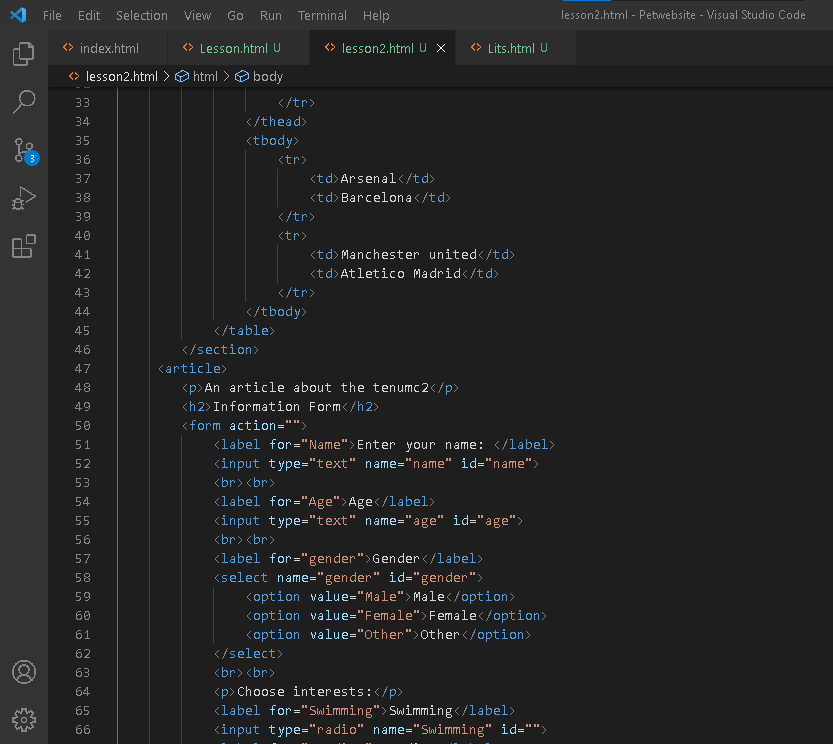 File Edit Selection View Go Run Terminal Help lesson2.html - Petwebsite - Visual Studio Code
index.html Lesson.html U lesson2.html U Lits.html U
lesson2.html > html > body
3
33 </tr>
34 </thead>
35 <tbody>
36 <tr>
37 <td>Arsenal</td>
38 <td>Barcelona</td>
39 </tr>
40 <tr>
41 <td>Manchester united</td>
42 <td>Atletico Madrid</td>
43 </tr>
44 </tbody>
45 </table>
46 </section>
47 <article>
48 <p>An article about the tenumc2</p>
49 <h2>Information Form</h2>
50 <form action="">
51 <label for="Name">Enter your name: </label>
52 <input type="text" name="name" id="name">
53 <br><br>
54 <label for="Age">Age</label>
55 <input type="text" name="age" id="age">
56 <br><br>
57 <label for="gender">Gender</label>
58 <select name="gender" id="gender">
59 <option value="Male">Male</option>
60 <option value="Female">Female</option>
61 <option value="Other">Other</option>
62 </select>
63 <br><br>
64 <p>Choose interests:</p>
65 <label for="Swimming">Swimming</label>
66 <input type="radio" name="Swimming" id="">